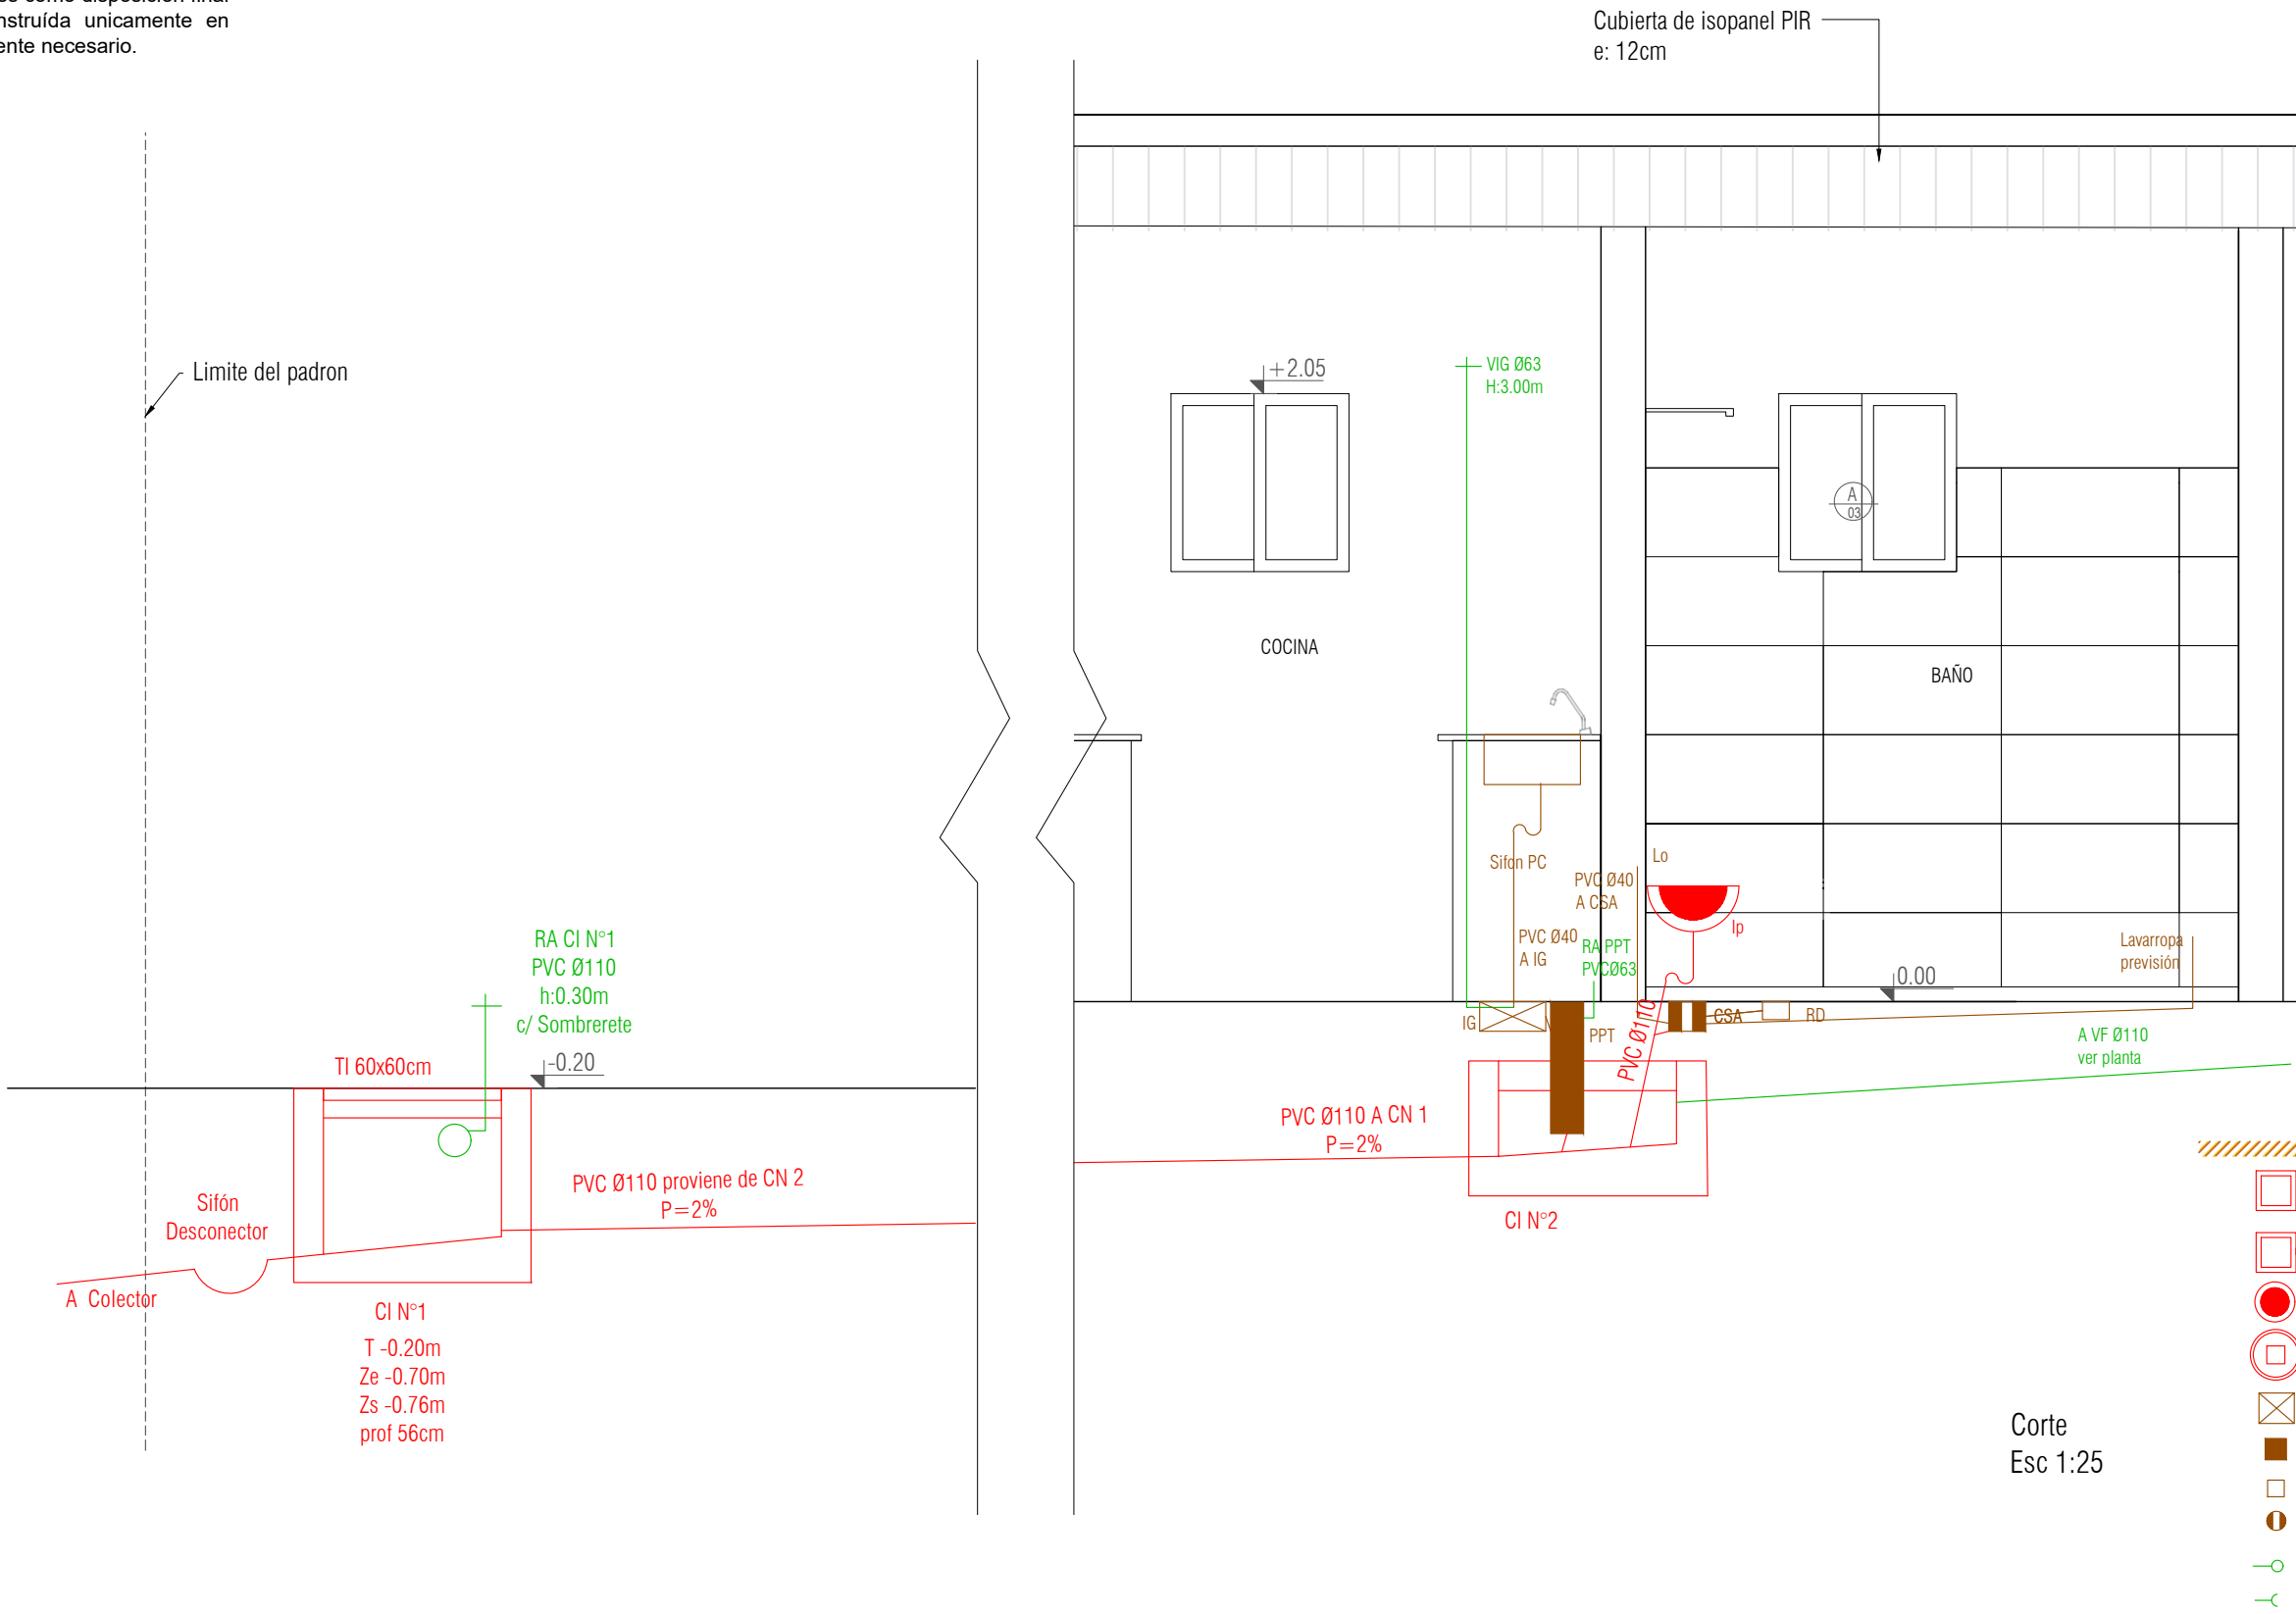 es como disposición final
nstruída unicamente en
ente necesario.
Cubierta de isopanel PIR
e: 12cm
Limite del padron
+2.05
VIG Ø63
H:3.00m
A
03
COCINA
BAÑO
Sifon PC
Lo
PVC Ø40
A CSA
Ip
PVC Ø40
A IG
RA PPT
PVCØ63
Lavarropa
previsión
0.00
RA CI N°1
PVC Ø110
h:0.30m
c/ Sombrerete
IG
PPT
PVC Ø110
CSA
RD
A VF Ø110
ver planta
TI 60x60cm
-0.20
PVC Ø110 A CN 1
P=2%
PVC Ø110 proviene de CN 2
P=2%
Sifón
Desconector
CI N°2
A Colector
CI N°1
T -0.20m
Ze -0.70m
Zs -0.76m
prof 56cm
Corte
Esc 1:25